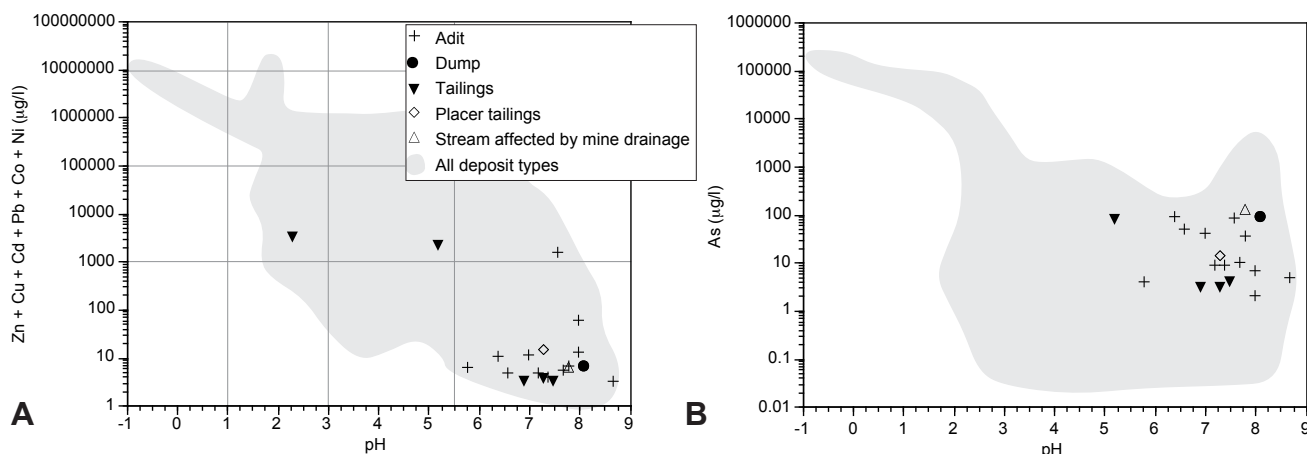 Zn + Cu + Cd + Pb + Co + Ni (µg/l)
100000000
10000000
1000000
100000
10000
1000
100
10
1
-1 0 1 2 3 4 5 6 7 8 9
pH
A
Adit
Dump
Tailings
Placer tailings
Stream affected by mine drainage
All deposit types
As (µg/l)
1000000
100000
10000
1000
100
10
1
0.1
0.01
-1 0 1 2 3 4 5 6 7 8 9
pH
B